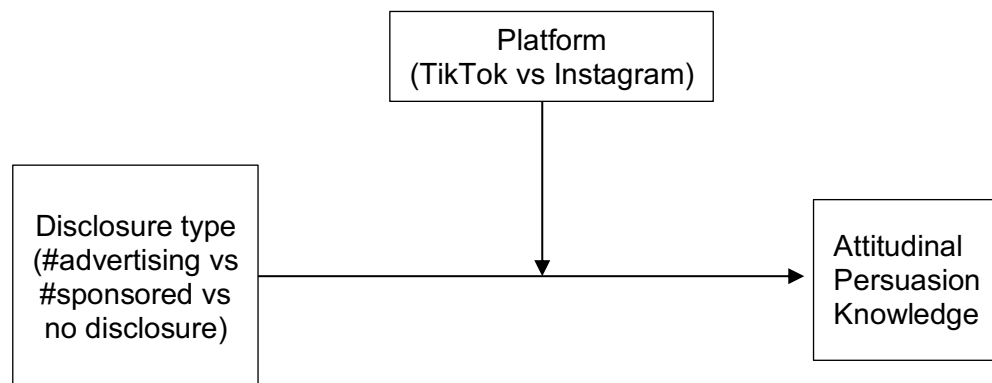 Platform
(TikTok vs Instagram)
Disclosure type
(#advertising vs
#sponsored vs
no disclosure)
Attitudinal
Persuasion
Knowledge